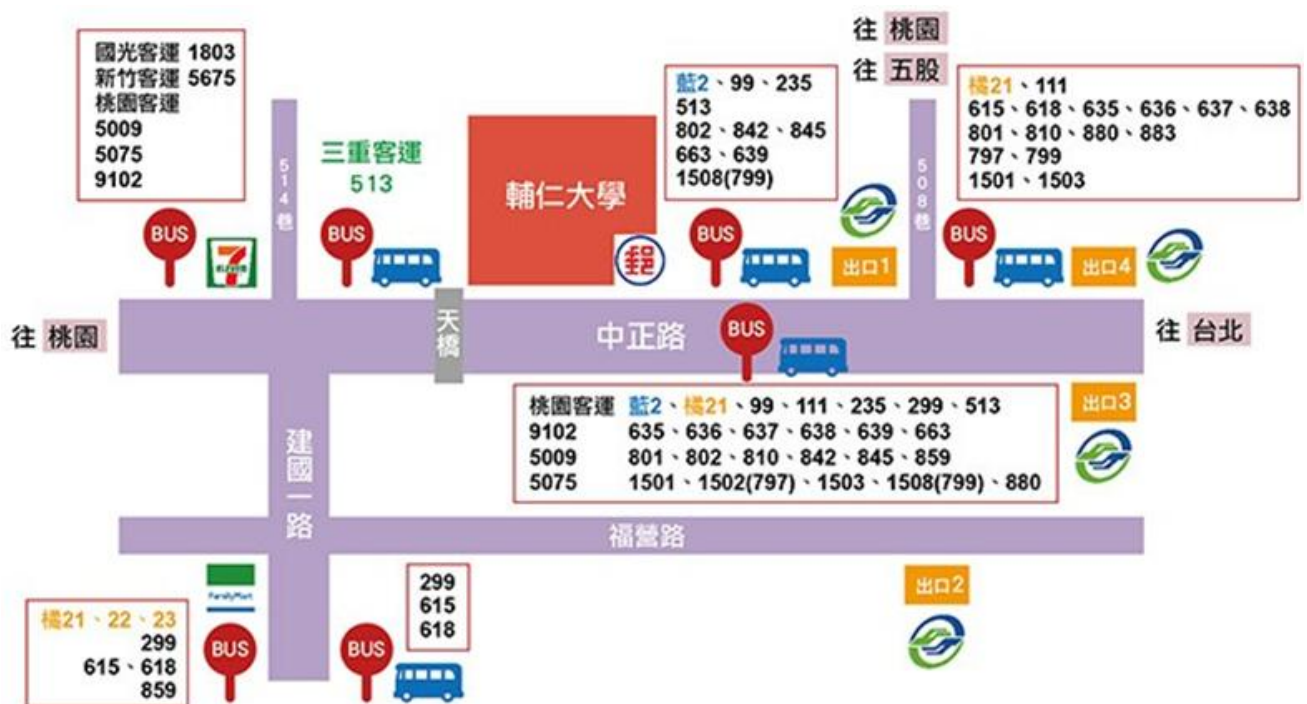 國光客運 1803
新竹客運 5675
桃園客運
5009
5075
9102
BUS
7
ELEVEN
514巷
三重客運
513
BUS
輔仁大學
郵
藍2、99、235
513
802、842、845
663、639
1508(799)
BUS
出口1
往 桃園
往 五股
508巷
橘21、111
615、618、635、636、637、638
801、810、880、883
797、799
1501、1503
BUS
出口4
往 桃園
天橋
中正路
BUS
往 台北
桃園客運 藍2、橘21、99、111、235、299、513
9102 635、636、637、638、639、663
5009 801、802、810、842、845、859
5075 1501、1502(797)、1503、1508(799)、880
出口3
建國一路
福營路
FamilyMart
橘21、22、23
299
615、618
859
BUS
299
615
618
BUS
出口2